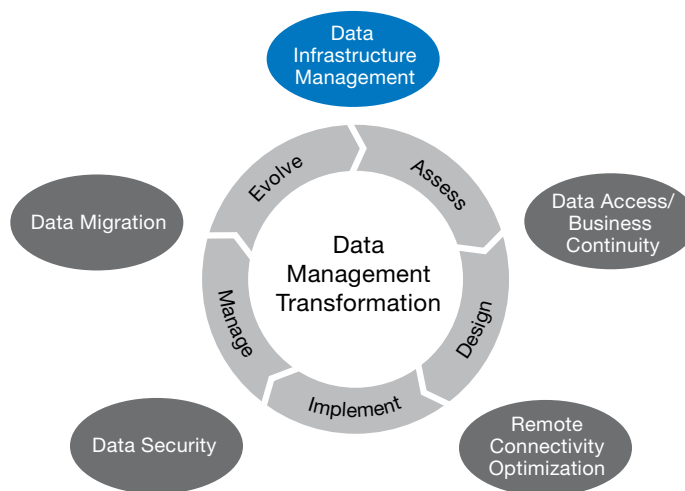 Data
Infrastructure
Management
Evolve
Assess
Data Migration
Data Access/
Business
Continuity
Data
Management
Transformation
Manage
Design
Implement
Data Security
Remote
Connectivity
Optimization